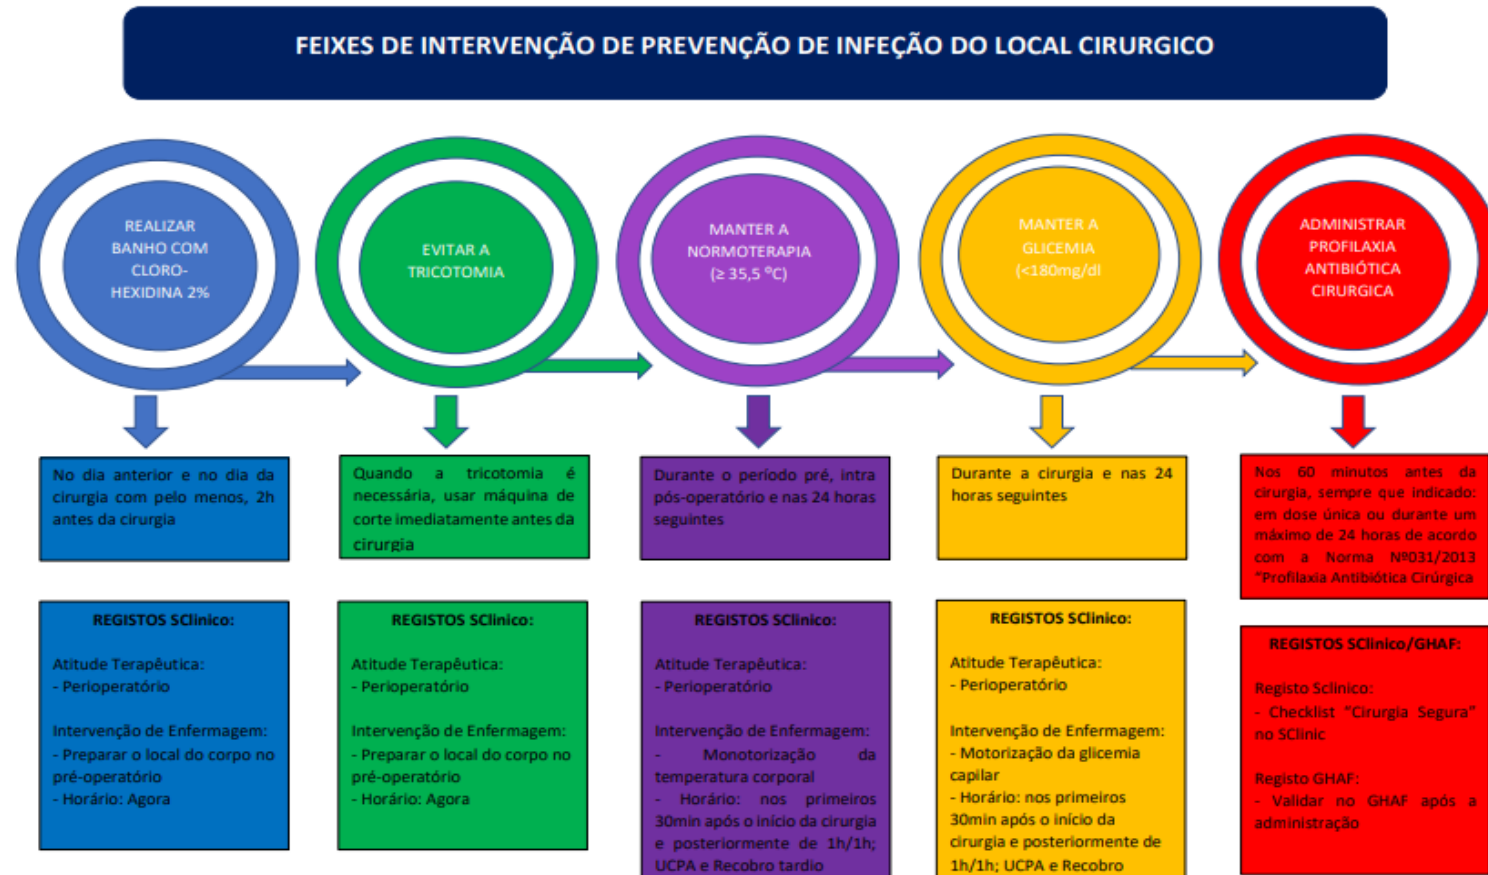 FEIXES DE INTERVENÇÃO DE PREVENÇÃO DE INFEÇÃO DO LOCAL CIRURGICO
REALIZAR
BANHO COM
CLORO-
HEXIDINA 2%
EVITAR A
TRICOTOMIA
MANTER A
NORMOTERAPIA
(≥ 35,5 ºC)
MANTER A
GLICEMIA
(<180mg/dl
ADMINISTRAR
PROFILAXIA
ANTIBIÓTICA
CIRURGICA
No dia anterior e no dia da
cirurgia com pelo menos, 2h
antes da cirurgia
Quando a tricotomia é
necessária, usar máquina de
corte imediatamente antes da
cirurgia
Durante o período pré, intra
pós-operatório e nas 24 horas
seguintes
Durante a cirurgia e nas 24
horas seguintes
Nos 60 minutos antes da
cirurgia, sempre que indicado:
em dose única ou durante um
máximo de 24 horas de acordo
com a Norma Nº031/2013
"Profilaxia Antibiótica Cirúrgica
REGISTOS SClinico:
Atitude Terapêutica:
- Perioperatório
Intervenção de Enfermagem:
- Preparar o local do corpo no
pré-operatório
- Horário: Agora
REGISTOS SClinico:
Atitude Terapêutica:
- Perioperatório
Intervenção de Enfermagem:
- Preparar o local do corpo no
pré-operatório
- Horário: Agora
REGISTOS SClinico:
Atitude Terapêutica:
- Perioperatório
Intervenção de Enfermagem:
- Monotorização da
temperatura corporal
- Horário: nos primeiros
30min após o início da cirurgia
e posteriormente de 1h/1h;
UCPA e Recobro tardio
REGISTOS SClinico:
Atitude Terapêutica:
- Perioperatório
Intervenção de Enfermagem:
- Motorização da glicemia
capilar
- Horário: nos primeiros
30min após o início da
cirurgia e posteriormente de
1h/1h; UCPA e Recobro
REGISTOS SClinico/GHAF:
Registo Sclinico:
- Checklist "Cirurgia Segura"
no SClinic
Registo GHAF:
- Validar no GHAF após a
administração